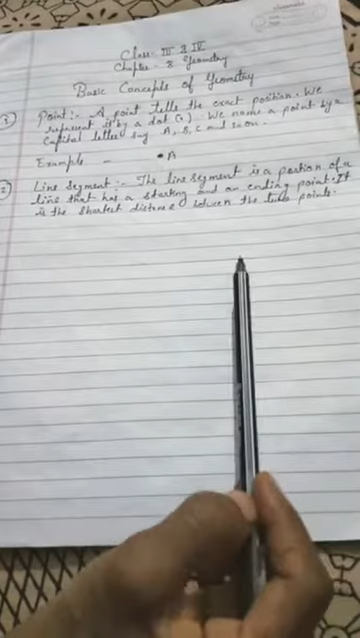 classmate
Date
Page
Class- III & IV
Chapter - 8 Geometry
Basic Concepts of Geometry
1) Point:- A point tells the exact position. We
represent it by a dot (•). We name a point by a
capital letter say A, B, C and so on -
Example - •A
2) Line Segment:- The line segment is a portion of a
line that has a starting and an ending point. It
is the shortest distance between the two points.